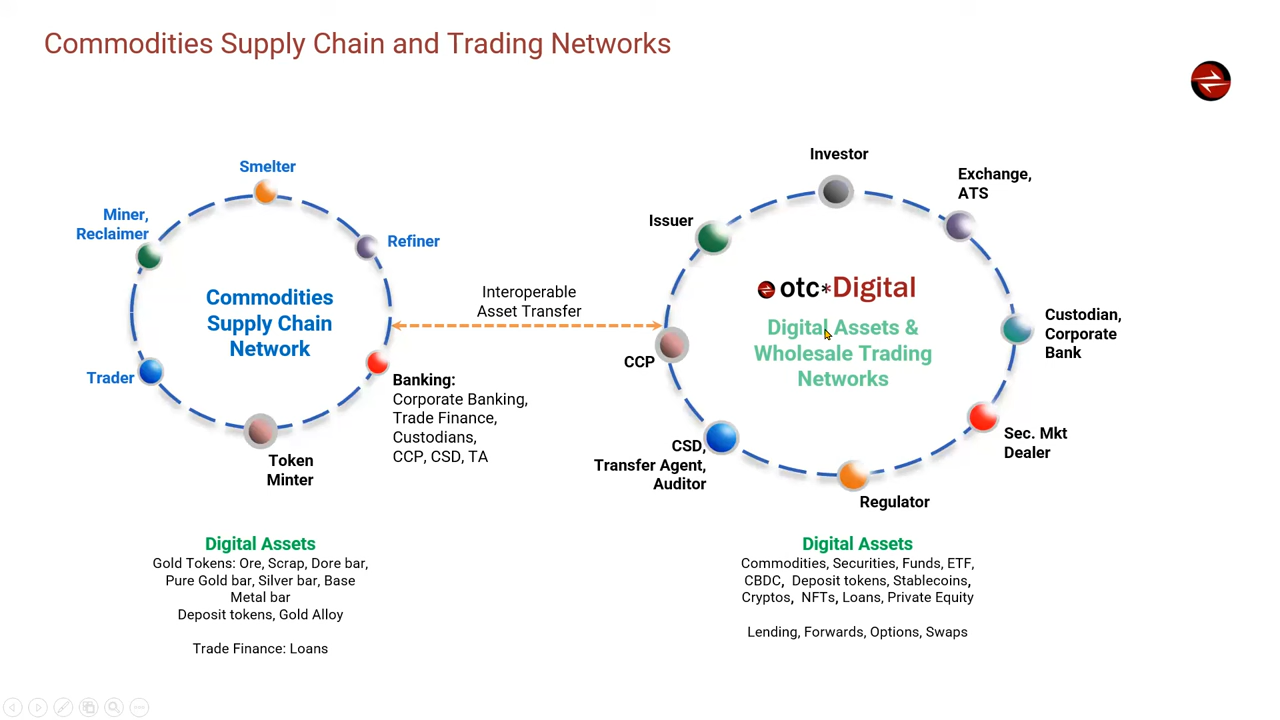 Commodities Supply Chain and Trading Networks
Smelter
Miner,
Reclaimer
Refiner
Commodities
Supply Chain
Network
Trader
Token
Minter
Banking:
Corporate Banking,
Trade Finance,
Custodians,
CCP, CSD, TA
Interoperable
Asset Transfer
Investor
Exchange,
ATS
Issuer
otc*Digital
Digital Assets &
Wholesale Trading
Networks
Custodian,
Corporate
Bank
CCP
Sec. Mkt
Dealer
CSD,
Transfer Agent,
Auditor
Regulator
Digital Assets
Gold Tokens: Ore, Scrap, Dore bar,
Pure Gold bar, Silver bar, Base
Metal bar
Deposit tokens, Gold Alloy
Trade Finance: Loans
Digital Assets
Commodities, Securities, Funds, ETF,
CBDC, Deposit tokens, Stablecoins,
Cryptos, NFTs, Loans, Private Equity
Lending, Forwards, Options, Swaps